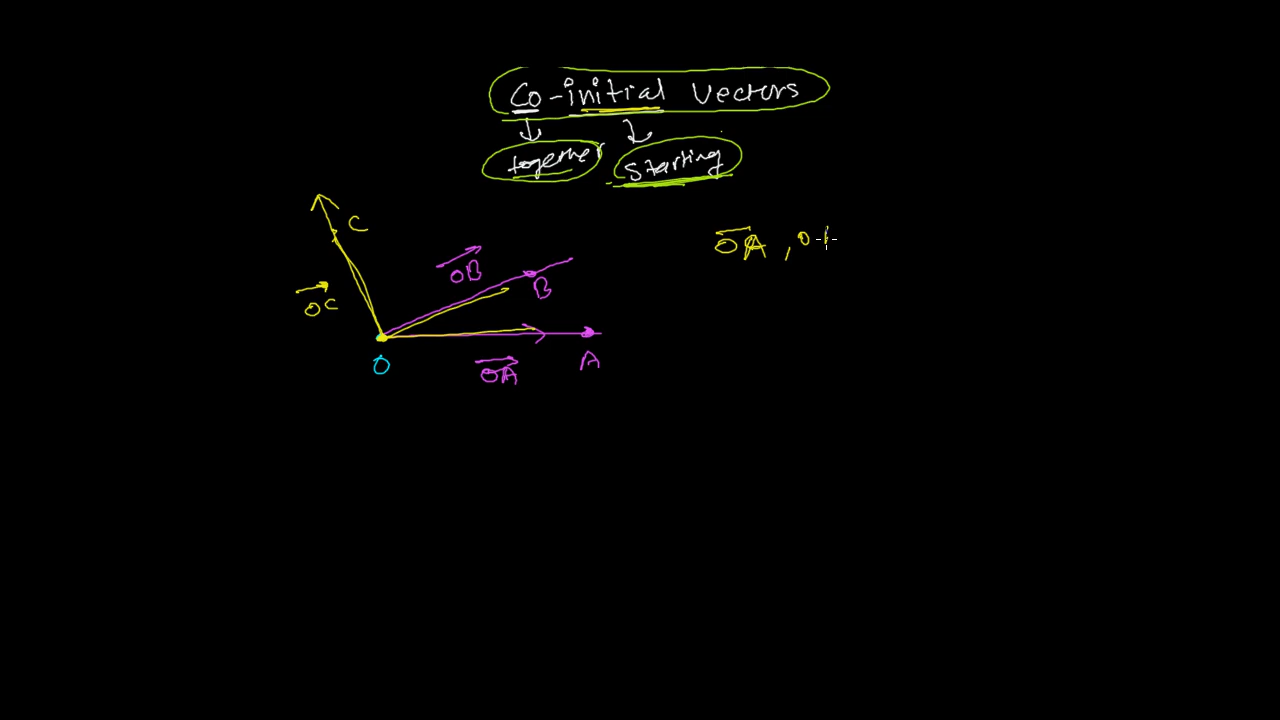 Co-initial Vectors
together starting
C
OA, O
OB
B
OC
O
OA
A